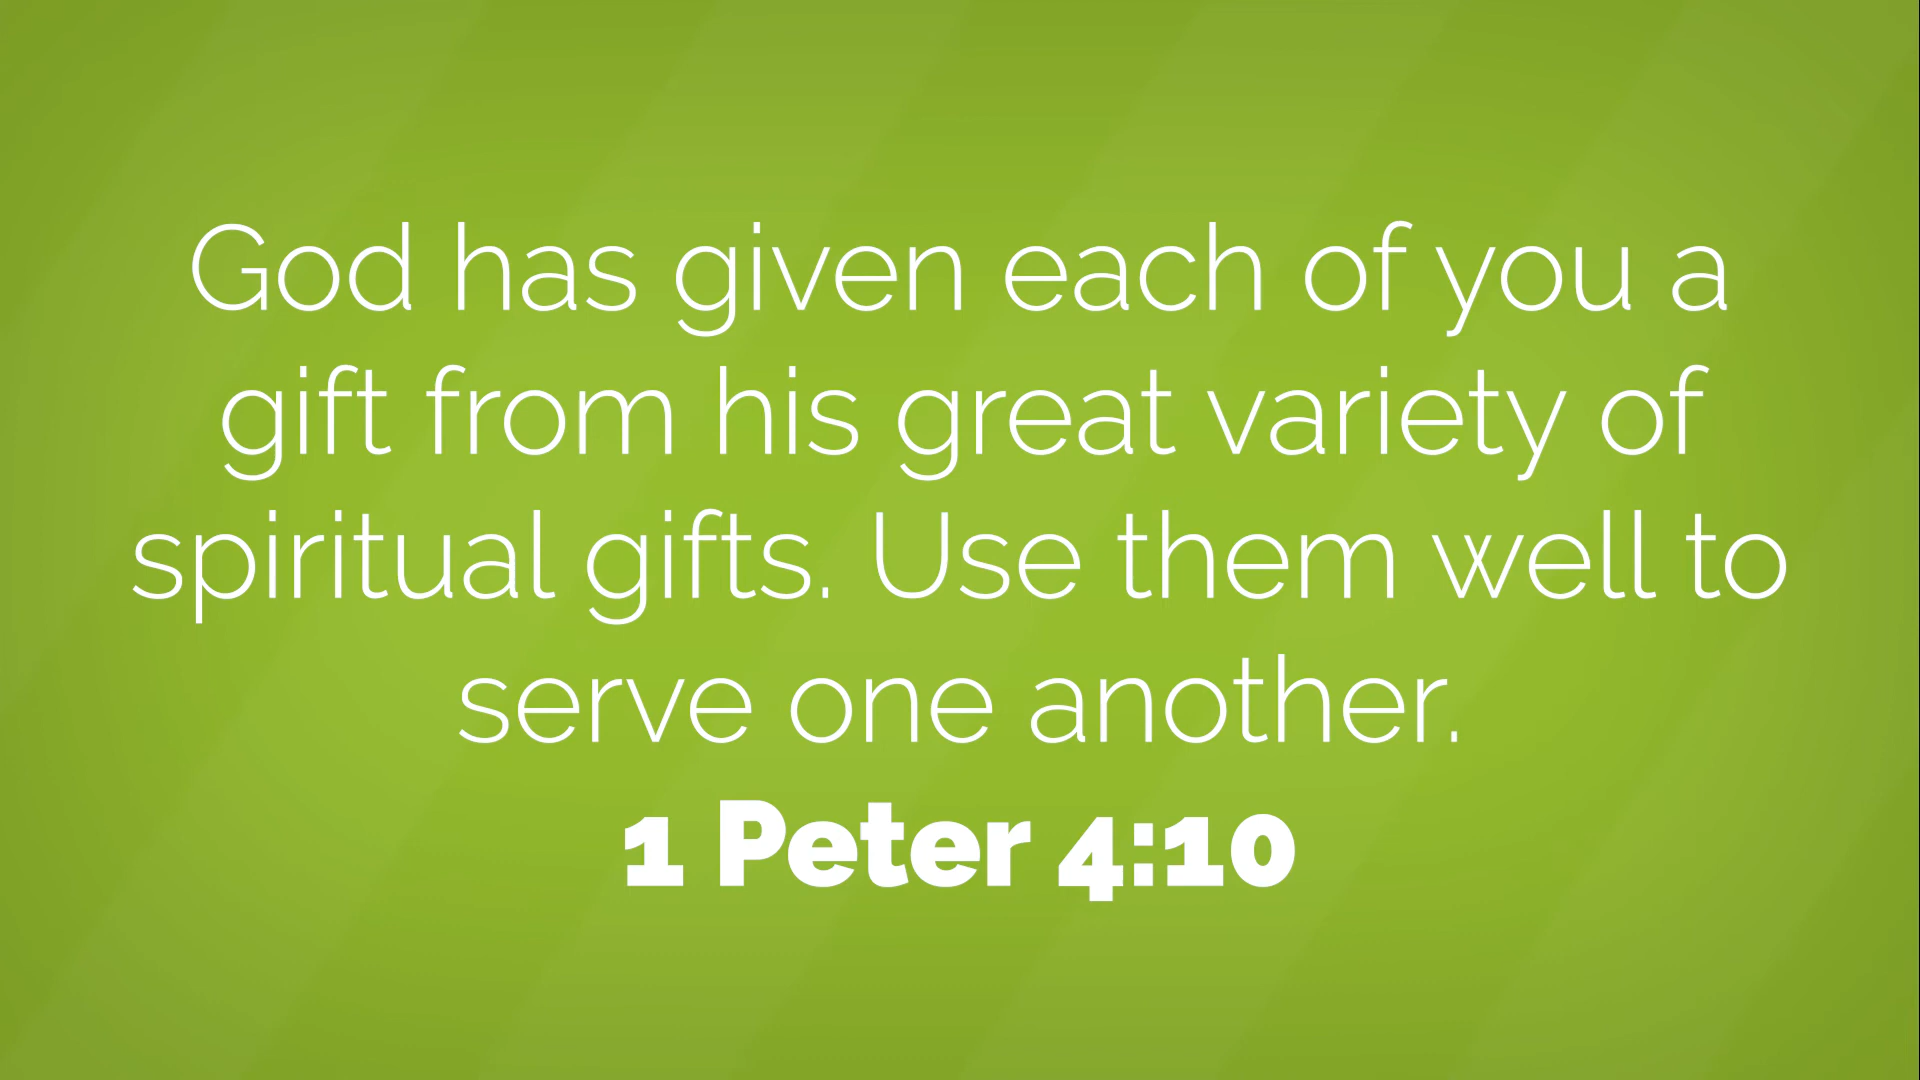 God has given each of you a
gift from his great variety of
spiritual gifts. Use them well to
serve one another.
1 Peter 4:10